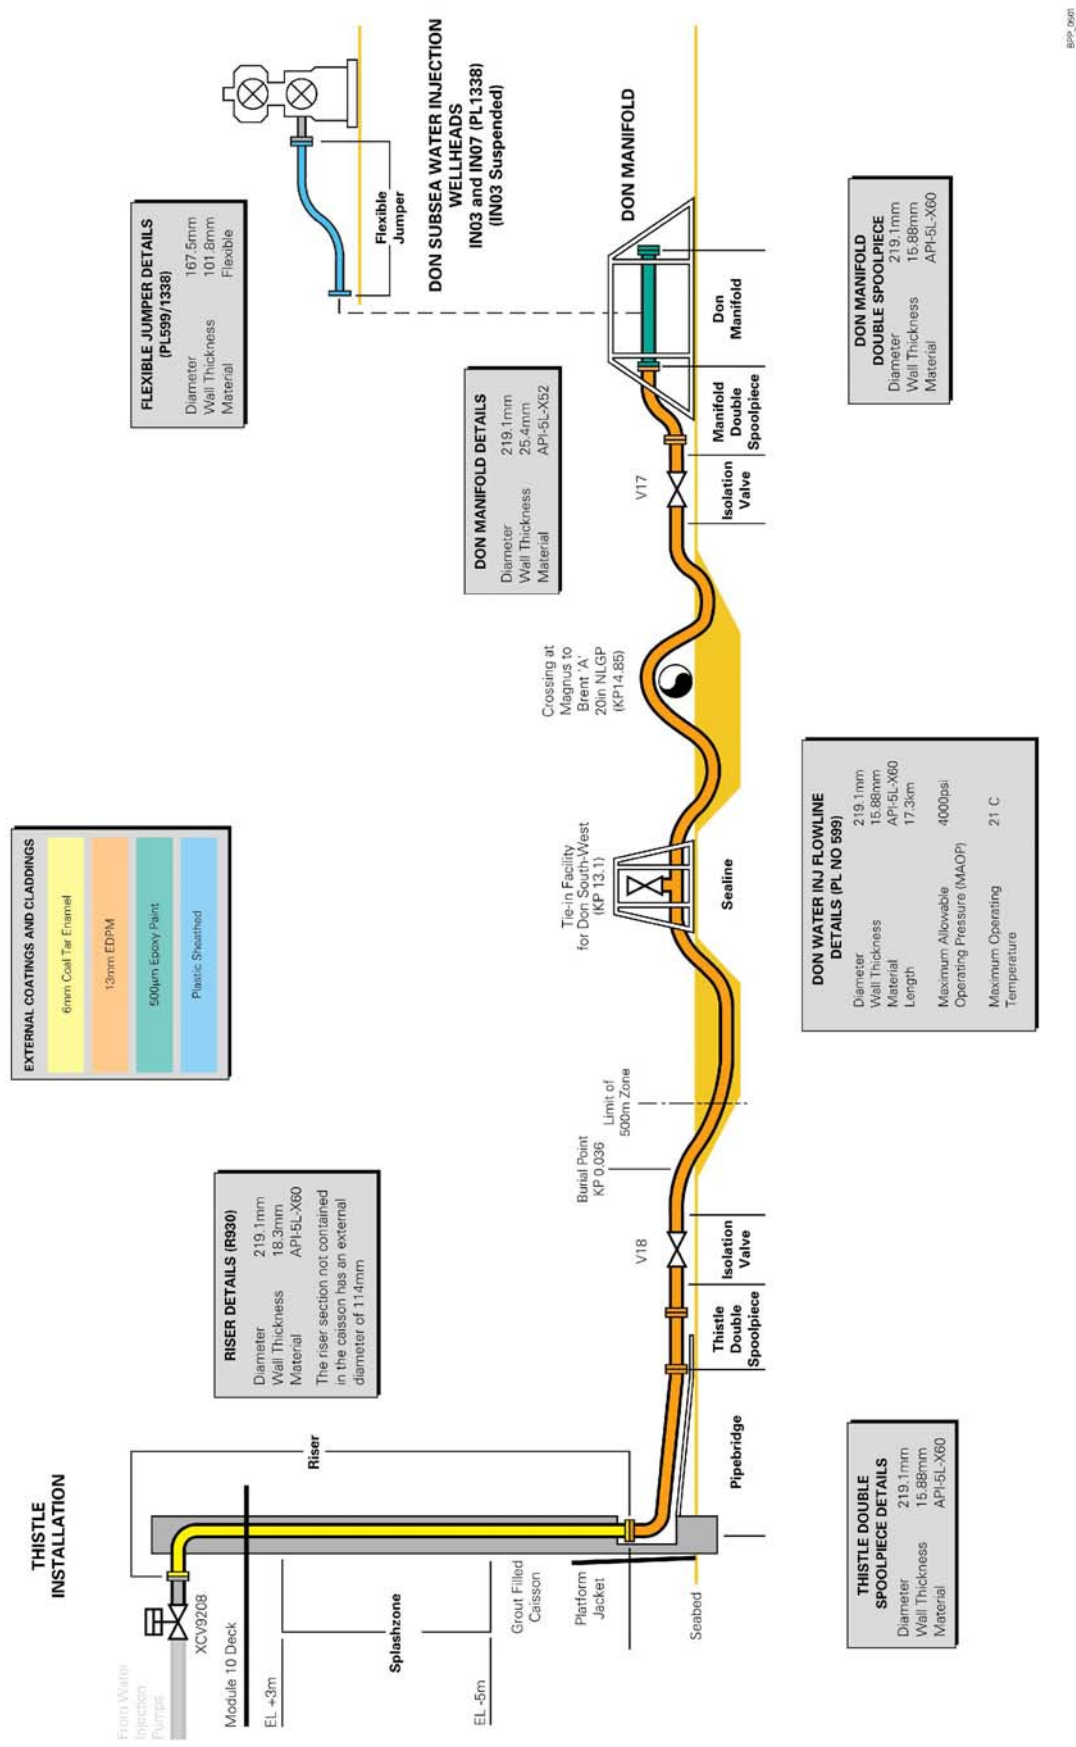 THISTLE
INSTALLATION
From Water
Injection
Pumps
XCV9208
Module 10 Deck
EL +3m
Splashzone
EL -5m
Grout Filled
Caisson
Platform
Jacket
Seabed
Riser
RISER DETAILS (R930)
Diameter 219.1mm
Wall Thickness 18.3mm
Material API-5L-X60
The riser section not contained
in the caisson has an external
diameter of 114mm
EXTERNAL COATINGS AND CLADDINGS
6mm Coal Tar Enamel
13mm EDPM
500µm Epoxy Paint
Plastic Sheathed
FLEXIBLE JUMPER DETAILS
(PL599/1338)
Diameter 167.5mm
Wall Thickness 101.8mm
Material Flexible
Flexible
Jumper
DON SUBSEA WATER INJECTION
WELLHEADS
IN03 and IN07 (PL1338)
(IN03 Suspended)
DON MANIFOLD DETAILS
Diameter 219.1mm
Wall Thickness 25.4mm
Material API-5L-X52
DON MANIFOLD
V18
Burial Point
KP 0.036
Limit of
500m Zone
Tie-in Facility
for Don South-West
(KP 13.1)
Crossing at
Magnus to
Brent 'A'
20in NLGP
(KP14.85)
V17
Pipebridge
Thistle
Double
Spoolpiece
Isolation
Valve
Sealine
Isolation
Valve
Manifold
Double
Spoolpiece
Don
Manifold
THISTLE DOUBLE
SPOOLPIECE DETAILS
Diameter 219.1mm
Wall Thickness 15.88mm
Material API-5L-X60
DON WATER INJ FLOWLINE
DETAILS (PL NO 599)
Diameter 219.1mm
Wall Thickness 15.88mm
Material API-5L-X60
Length 17.3km
Maximum Allowable
Operating Pressure (MAOP) 4000psi
Maximum Operating 21 C
Temperature
DON MANIFOLD
DOUBLE SPOOLPIECE
Diameter 219.1mm
Wall Thickness 15.88mm
Material API-5L-X60